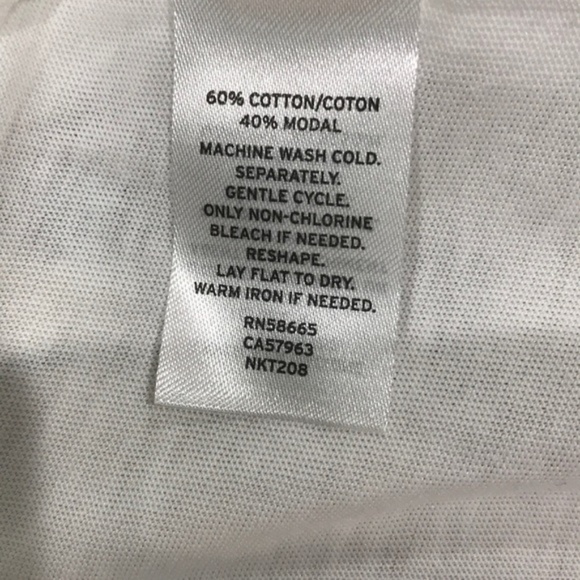 60% COTTON/COTON
40% MODAL
MACHINE WASH COLD.
SEPARATELY.
GENTLE CYCLE.
ONLY NON-CHLORINE
BLEACH IF NEEDED.
RESHAPE.
LAY FLAT TO DRY.
WARM IRON IF NEEDED.
RN58665
CA57963
NKT208